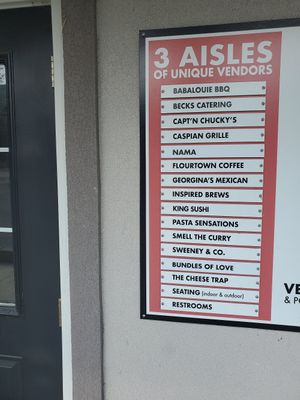 3 AISLES
OF UNIQUE VENDORS
BABALOUIE BBQ
BECKS CATERING
CAPT'N CHUCKY'S
CASPIAN GRILLE
NAMA
FLOURTOWN COFFEE
GEORGINA'S MEXICAN
INSPIRED BREWS
KING SUSHI
PASTA SENSATIONS
SMELL THE CURRY
SWEENEY & CO.
BUNDLES OF LOVE
THE CHEESE TRAP
SEATING (indoor & outdoor)
RESTROOMS
VE
& P